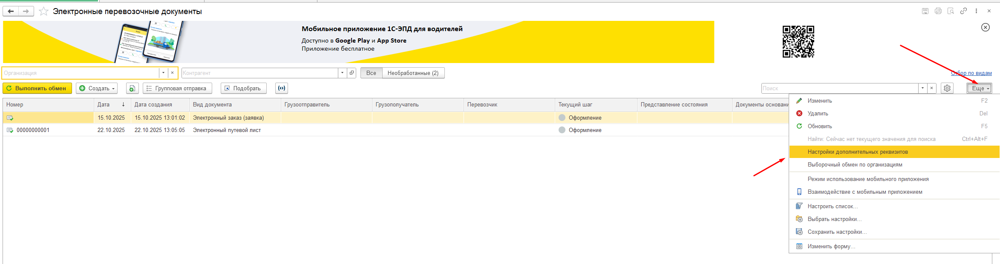 Электронные перевозочные документы
Мобильное приложение 1С-ЭПД для водителей
Доступно в Google Play и App Store
Приложение бесплатное
Организация
Контрагент
Все
Необработанные (2)
Отбор по видам
Выполнить обмен
Создать
Групповая отправка
Подобрать
Поиск
Еще
Номер Дата ↓ Дата создания Вид документа Грузоотправитель Грузополучатель Перевозчик Текущий шаг Представление состояния Документы основани
15.10.2025 15.10.2025 13:01:02 Электронный заказ (заявка) Оформление
00000000001 22.10.2025 22.10.2025 13:05:05 Электронный путевой лист Оформление
Изменить F2
Удалить Del
Обновить F5
Найти: Сейчас нет текущего значения для поиска Ctrl+Alt+F
Настройки дополнительных реквизитов
Выборочный обмен по организациям
Режим использование мобильного приложения
Взаимодействие с мобильным приложением
Настроить список...
Выбрать настройки...
Сохранить настройки...
Изменить форму...